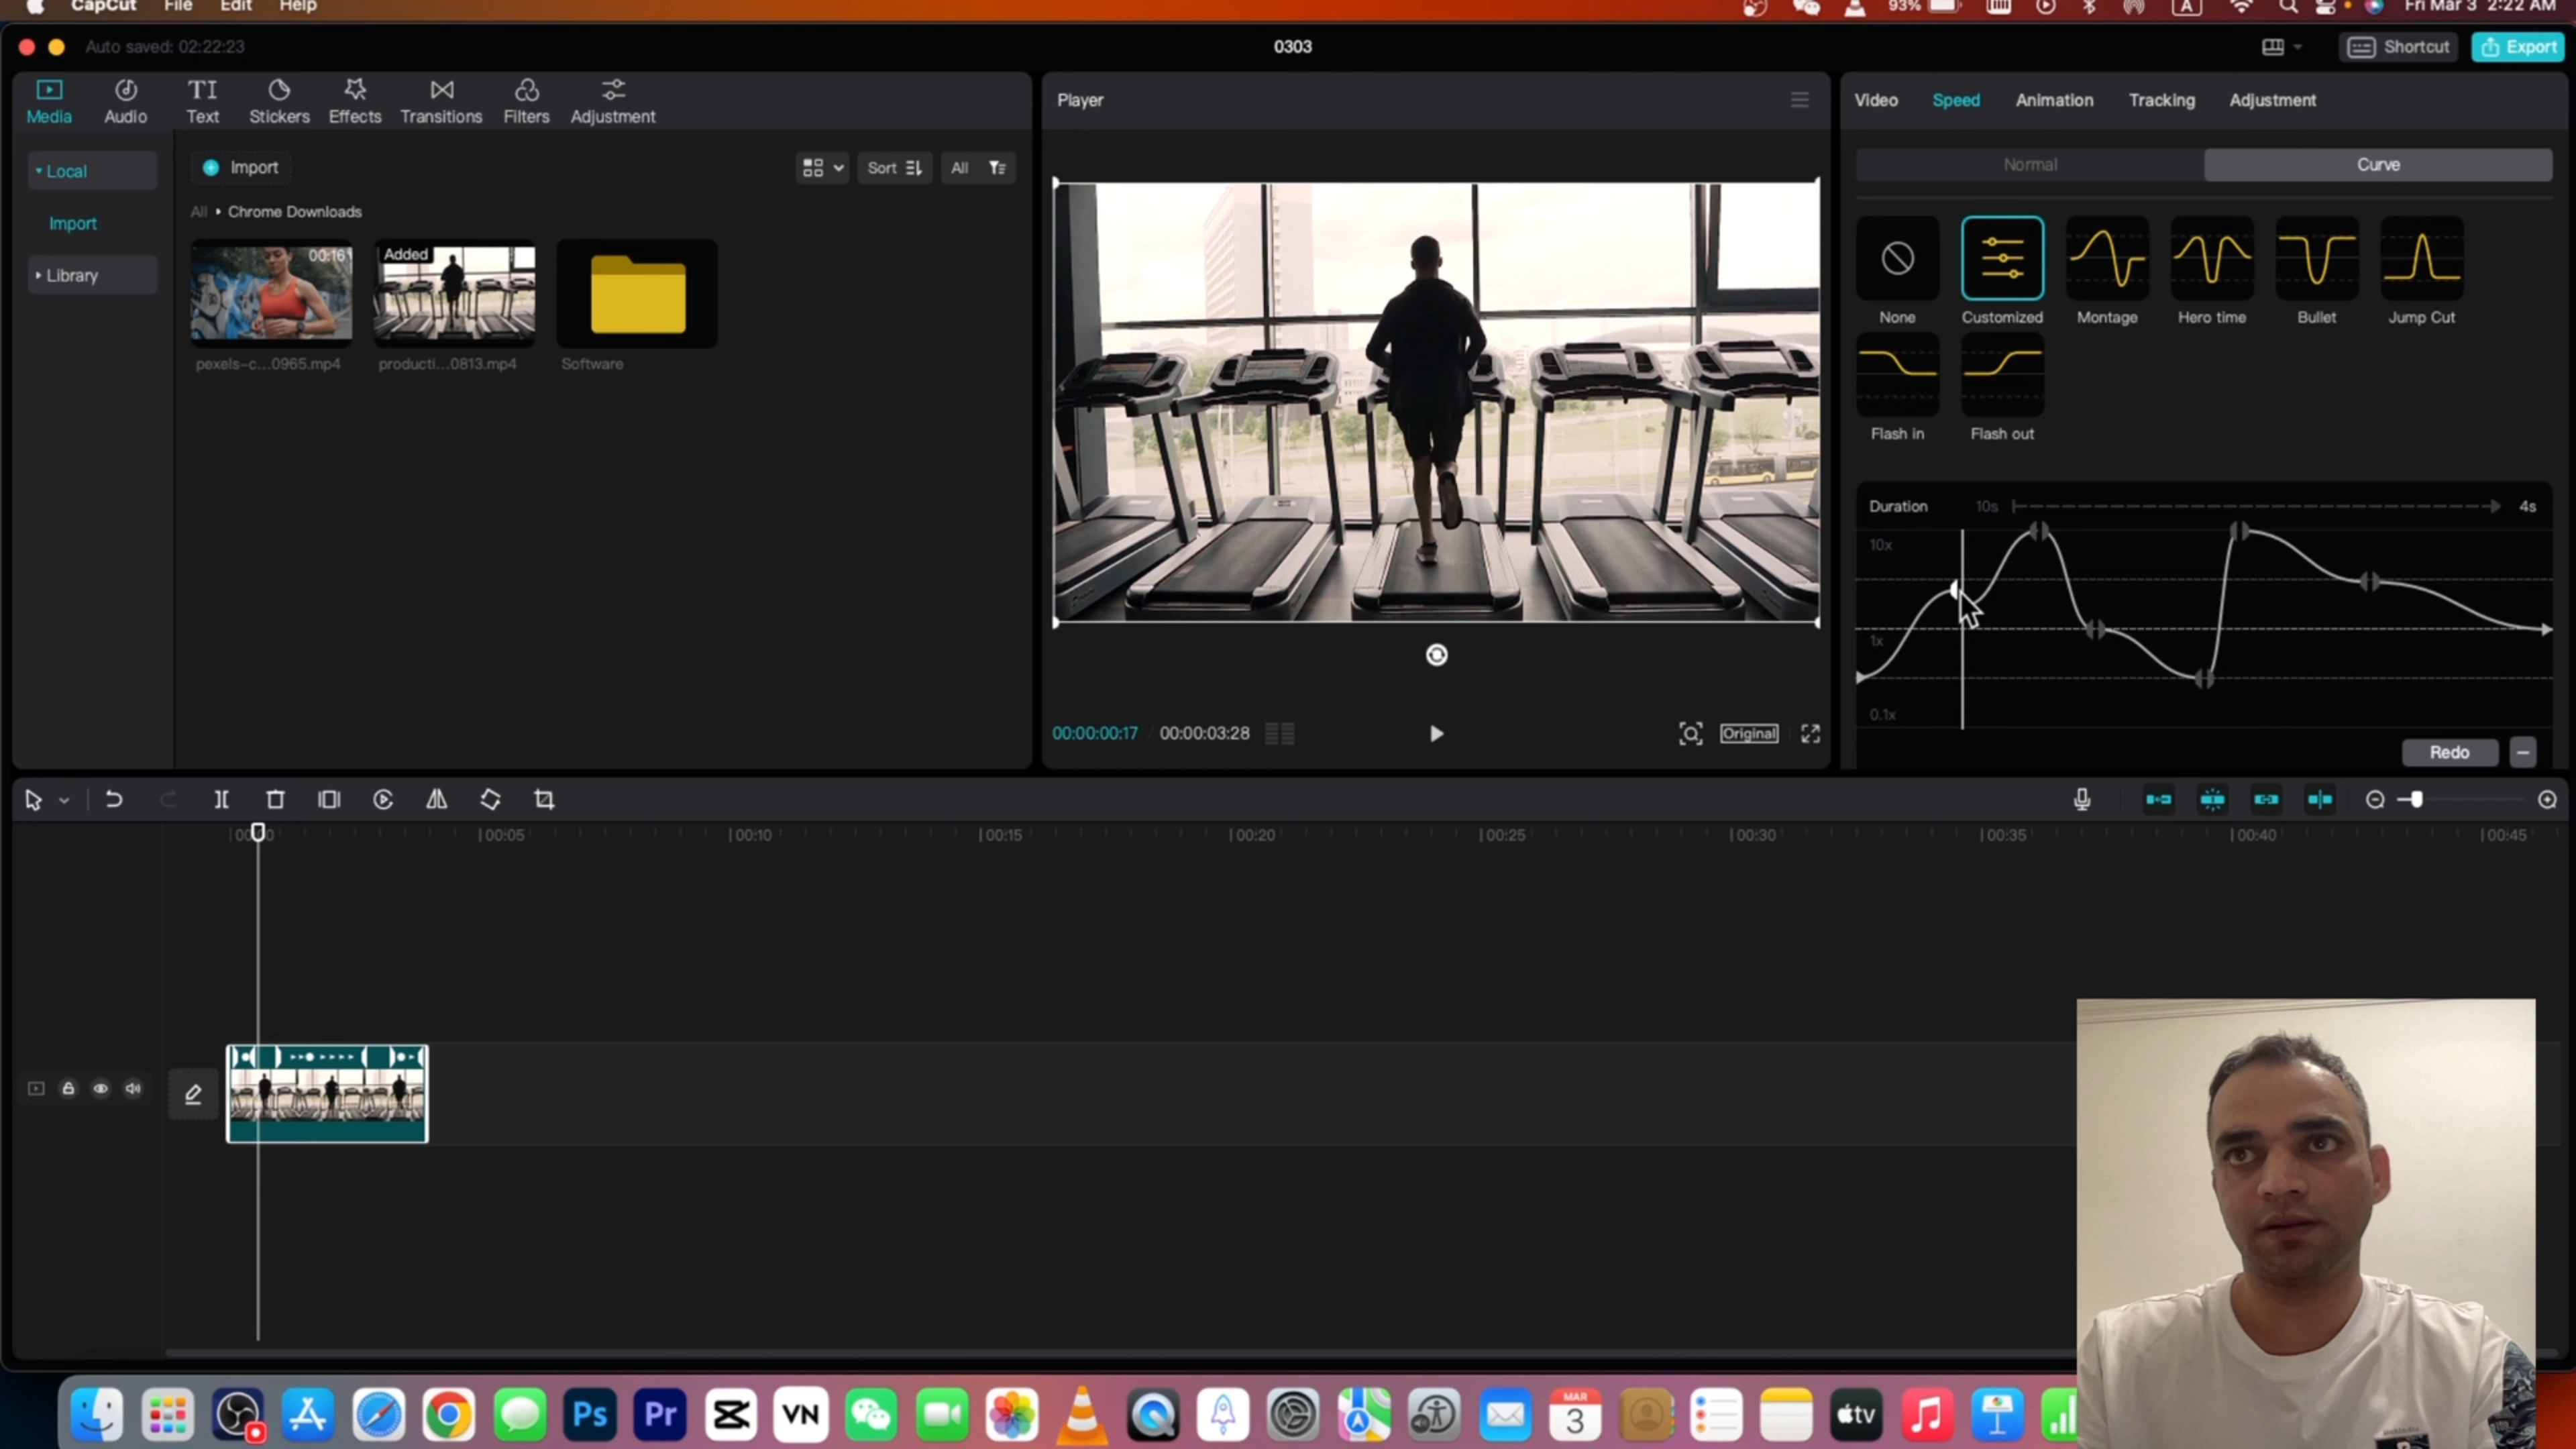 CapCut File Edit Help
93% A Fri Mar 3 2:22 AM
Auto saved: 02:22:23
0303
Shortcut
Export
Media
Audio
TI
Text
Stickers
Effects
Transitions
Filters
Adjustment
Local
Import
Library
Import
Sort
All
All Chrome Downloads
00:16
Added
pexels-c...0965.mp4
producti...0813.mp4
Software
Player
00:00:00:17 / 00:00:03:28
Original
Video Speed Animation Tracking Adjustment
Normal
Curve
None
Customized
Montage
Hero time
Bullet
Jump Cut
Flash in
Flash out
Duration 10s 4s
10x
1x
0.1x
Redo
00:00 00:05 00:10 00:15 00:20 00:25 00:30 00:35 00:40 00:45
Ps Pr VN
MAR
3
tv